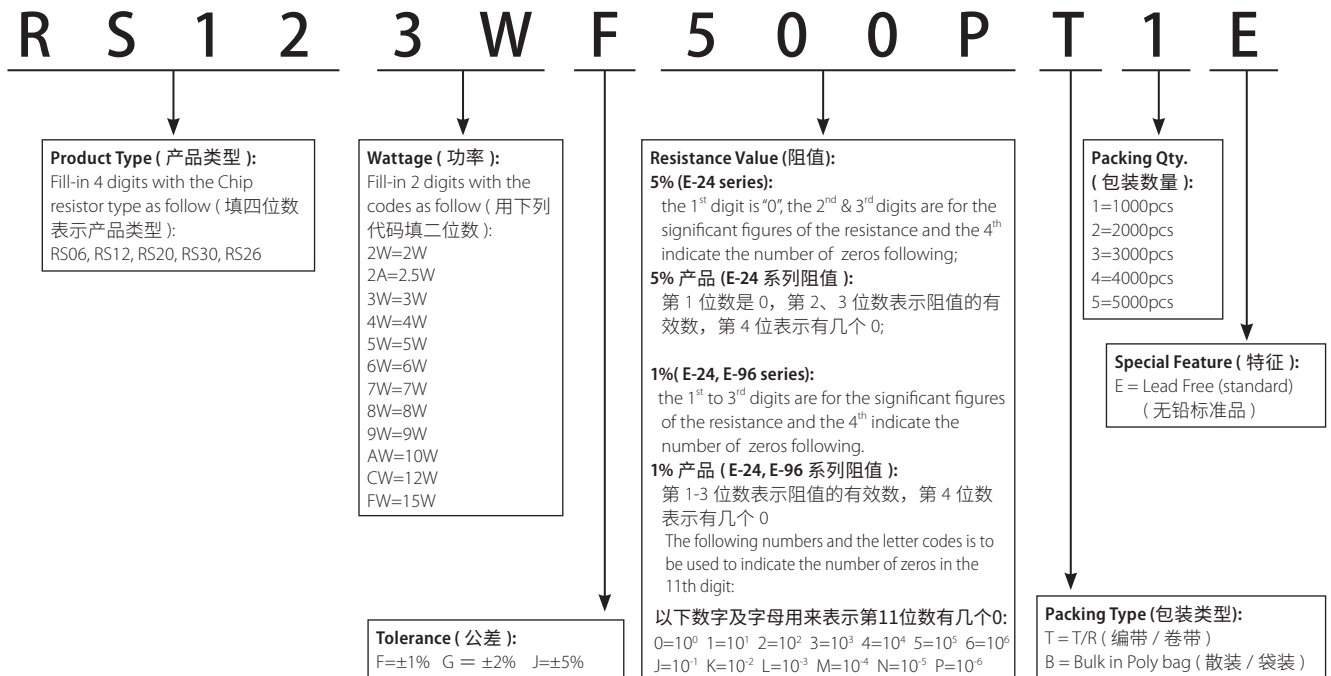 R S 1 2 3 W F 5 0 0 P T 1 E
Product Type ( 产品类型 ):
Fill-in 4 digits with the Chip
resistor type as follow ( 填四位数
表示产品类型 ):
RS06, RS12, RS20, RS30, RS26
Wattage ( 功率 ):
Fill-in 2 digits with the
codes as follow ( 用下列
代码填二位数 ):
2W=2W
2A=2.5W
3W=3W
4W=4W
5W=5W
6W=6W
7W=7W
8W=8W
9W=9W
AW=10W
CW=12W
FW=15W
Tolerance ( 公差 ):
F=±1% G = ±2% J=±5%
Resistance Value (阻值):
5% (E-24 series):
the 1st digit is "0", the 2nd & 3rd digits are for the
significant figures of the resistance and the 4th
indicate the number of zeros following;
5% 产品 (E-24 系列阻值 ):
第 1 位数是 0，第 2、3 位数表示阻值的有
效数，第 4 位表示有几个 0;
1%( E-24, E-96 series):
the 1st to 3rd digits are for the significant figures
of the resistance and the 4th indicate the
number of zeros following.
1% 产品 ( E-24, E-96 系列阻值 ):
第 1-3 位数表示阻值的有效数，第 4 位数
表示有几个 0
The following numbers and the letter codes is to
be used to indicate the number of zeros in the
11th digit:
以下数字及字母用来表示第11位数有几个0:
0=10⁰ 1=10¹ 2=10² 3=10³ 4=10⁴ 5=10⁵ 6=10⁶
J=10⁻¹ K=10⁻² L=10⁻³ M=10⁻⁴ N=10⁻⁵ P=10⁻⁶
Packing Qty.
( 包装数量 ):
1=1000pcs
2=2000pcs
3=3000pcs
4=4000pcs
5=5000pcs
Special Feature ( 特征 ):
E = Lead Free (standard)
( 无铅标准品 )
Packing Type (包装类型):
T = T/R ( 编带 / 卷带 )
B = Bulk in Poly bag ( 散装 / 袋装 )